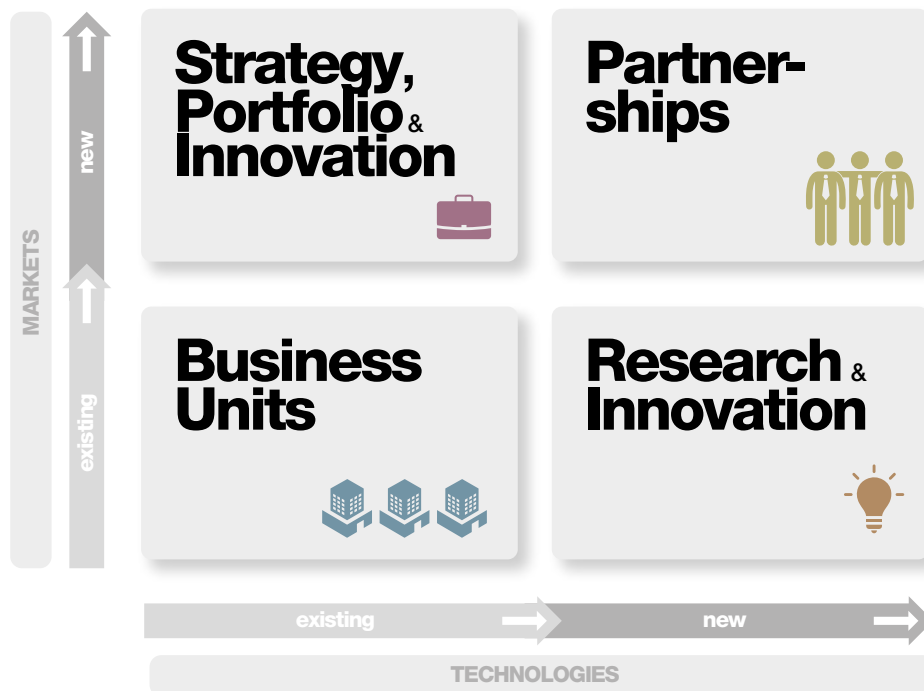 Strategy,
Portfolio &
Innovation
Partner-
ships
MARKETS
new
existing
Business
Units
Research &
Innovation
existing
new
TECHNOLOGIES